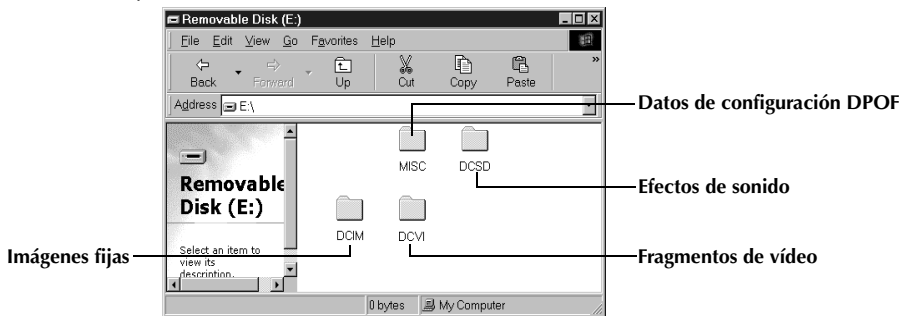 Removable Disk (E:)
File Edit View Go Favorites Help
Back Forward Up Cut Copy Paste »
Address E:\
Datos de configuración DPOF
MISC DCSD
Removable
Disk (E:)
Efectos de sonido
DCIM DCVI
Select an item to
view its
description.
Imágenes fijas
Fragmentos de vídeo
0 bytes My Computer